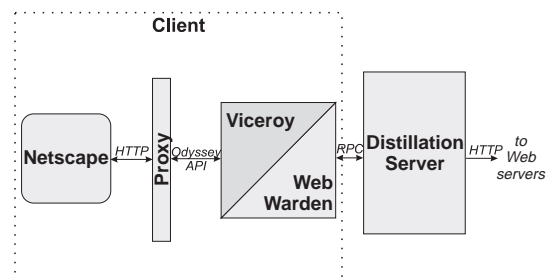 Client
Netscape
HTTP
Proxy
Odyssey
API
Viceroy
Web
Warden
RPC
Distillation
Server
HTTP
to
Web
servers